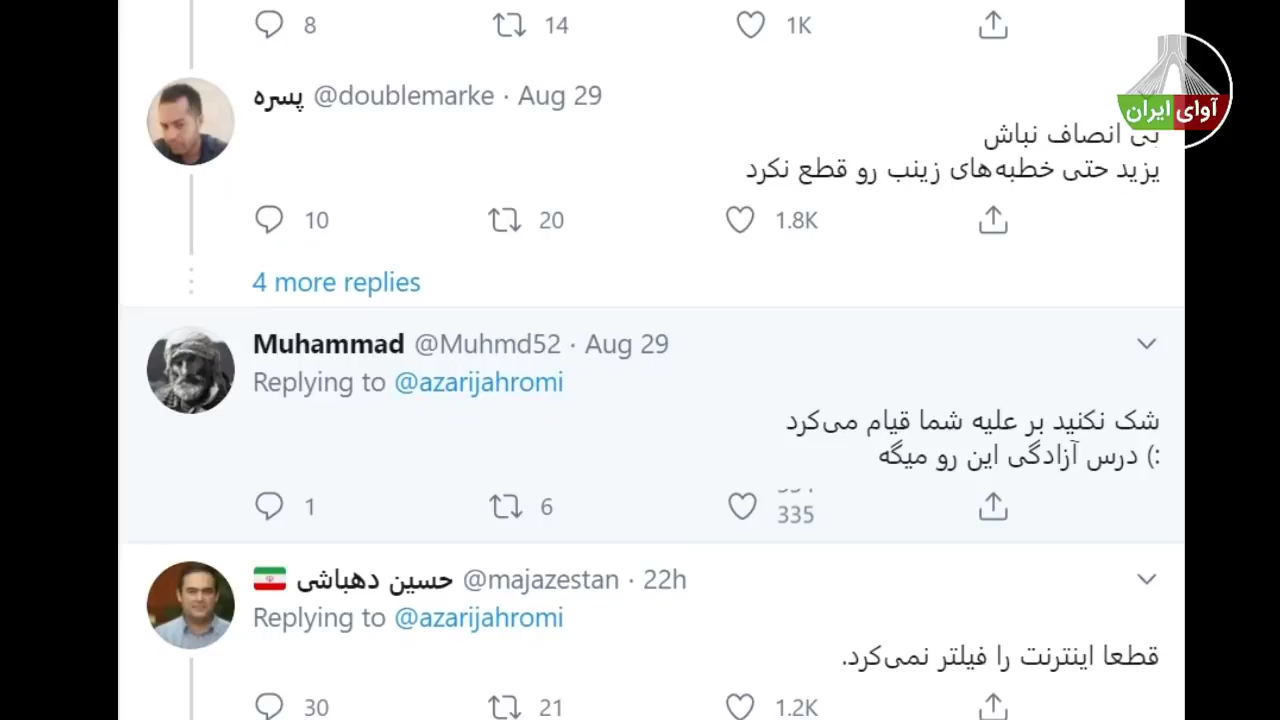 8 14 1K
پسره @doublemarke · Aug 29
آوای ایران
بی انصاف نباش
یزید حتی خطبه‌های زینب رو قطع نکرد
10 20 1.8K
4 more replies
Muhammad @Muhmd52 · Aug 29
Replying to @azarijahromi
شک نکنید بر علیه شما قیام می‌کرد
درس آزادگی این رو میگه :)
1 6 335
حسین دهباشی @majazestan · 22h
Replying to @azarijahromi
قطعا اینترنت را فیلتر نمی‌کرد.
30 21 1.2K